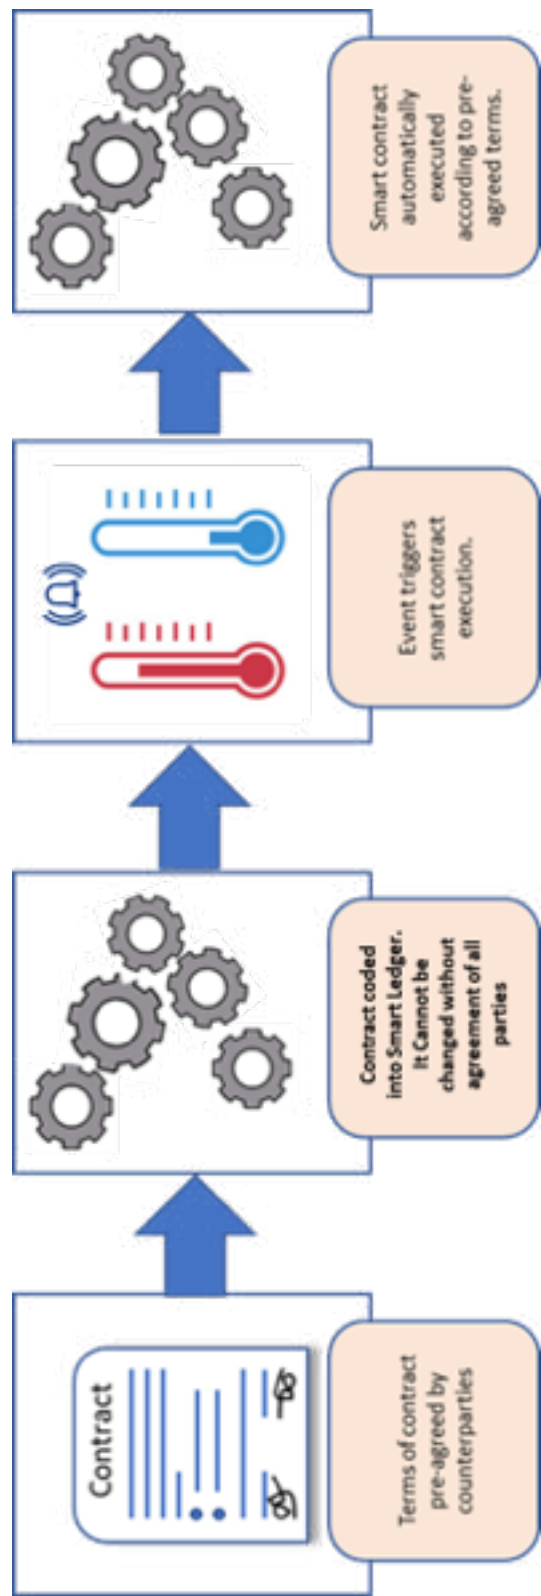 Contract
Terms of contract
pre-agreed by
counterparties
Contract coded
into Smart Ledger.
It Cannot be
changed without
agreement of all
parties
Event triggers
smart contract
execution.
Smart contract
automatically
executed
according to pre-
agreed terms.